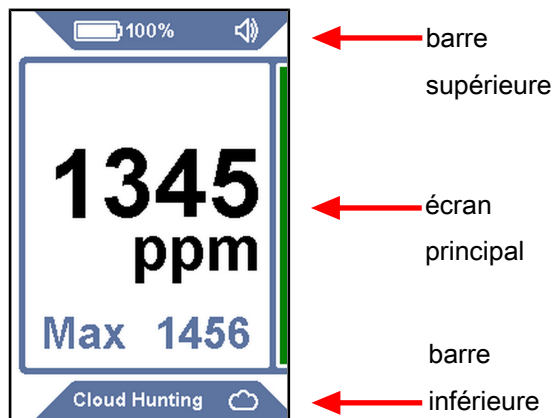 100%
barre
supérieure
1345
ppm
écran
principal
Max 1456
barre
inférieure
Cloud Hunting